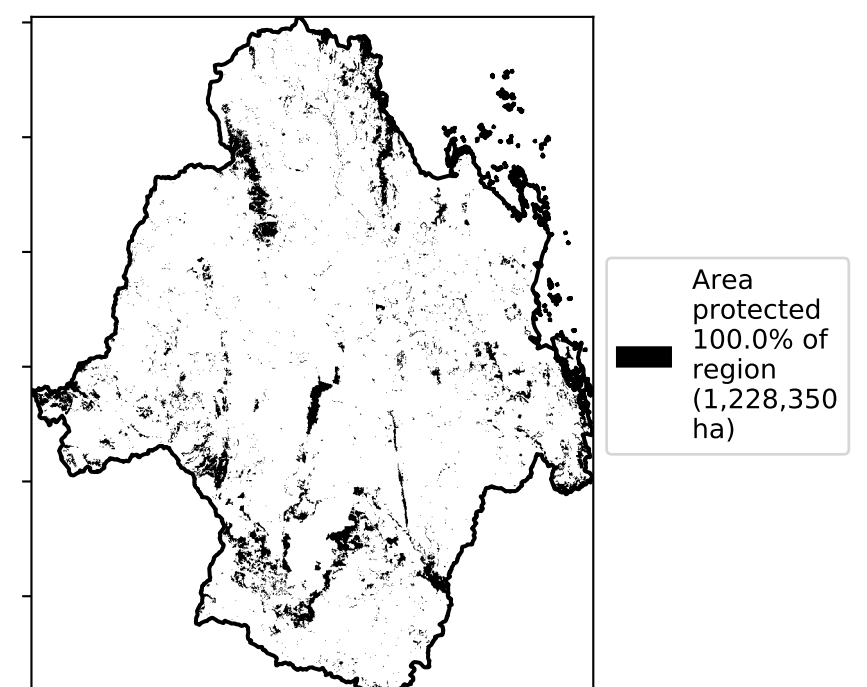 Area
protected
100.0% of
region
(1,228,350
ha)